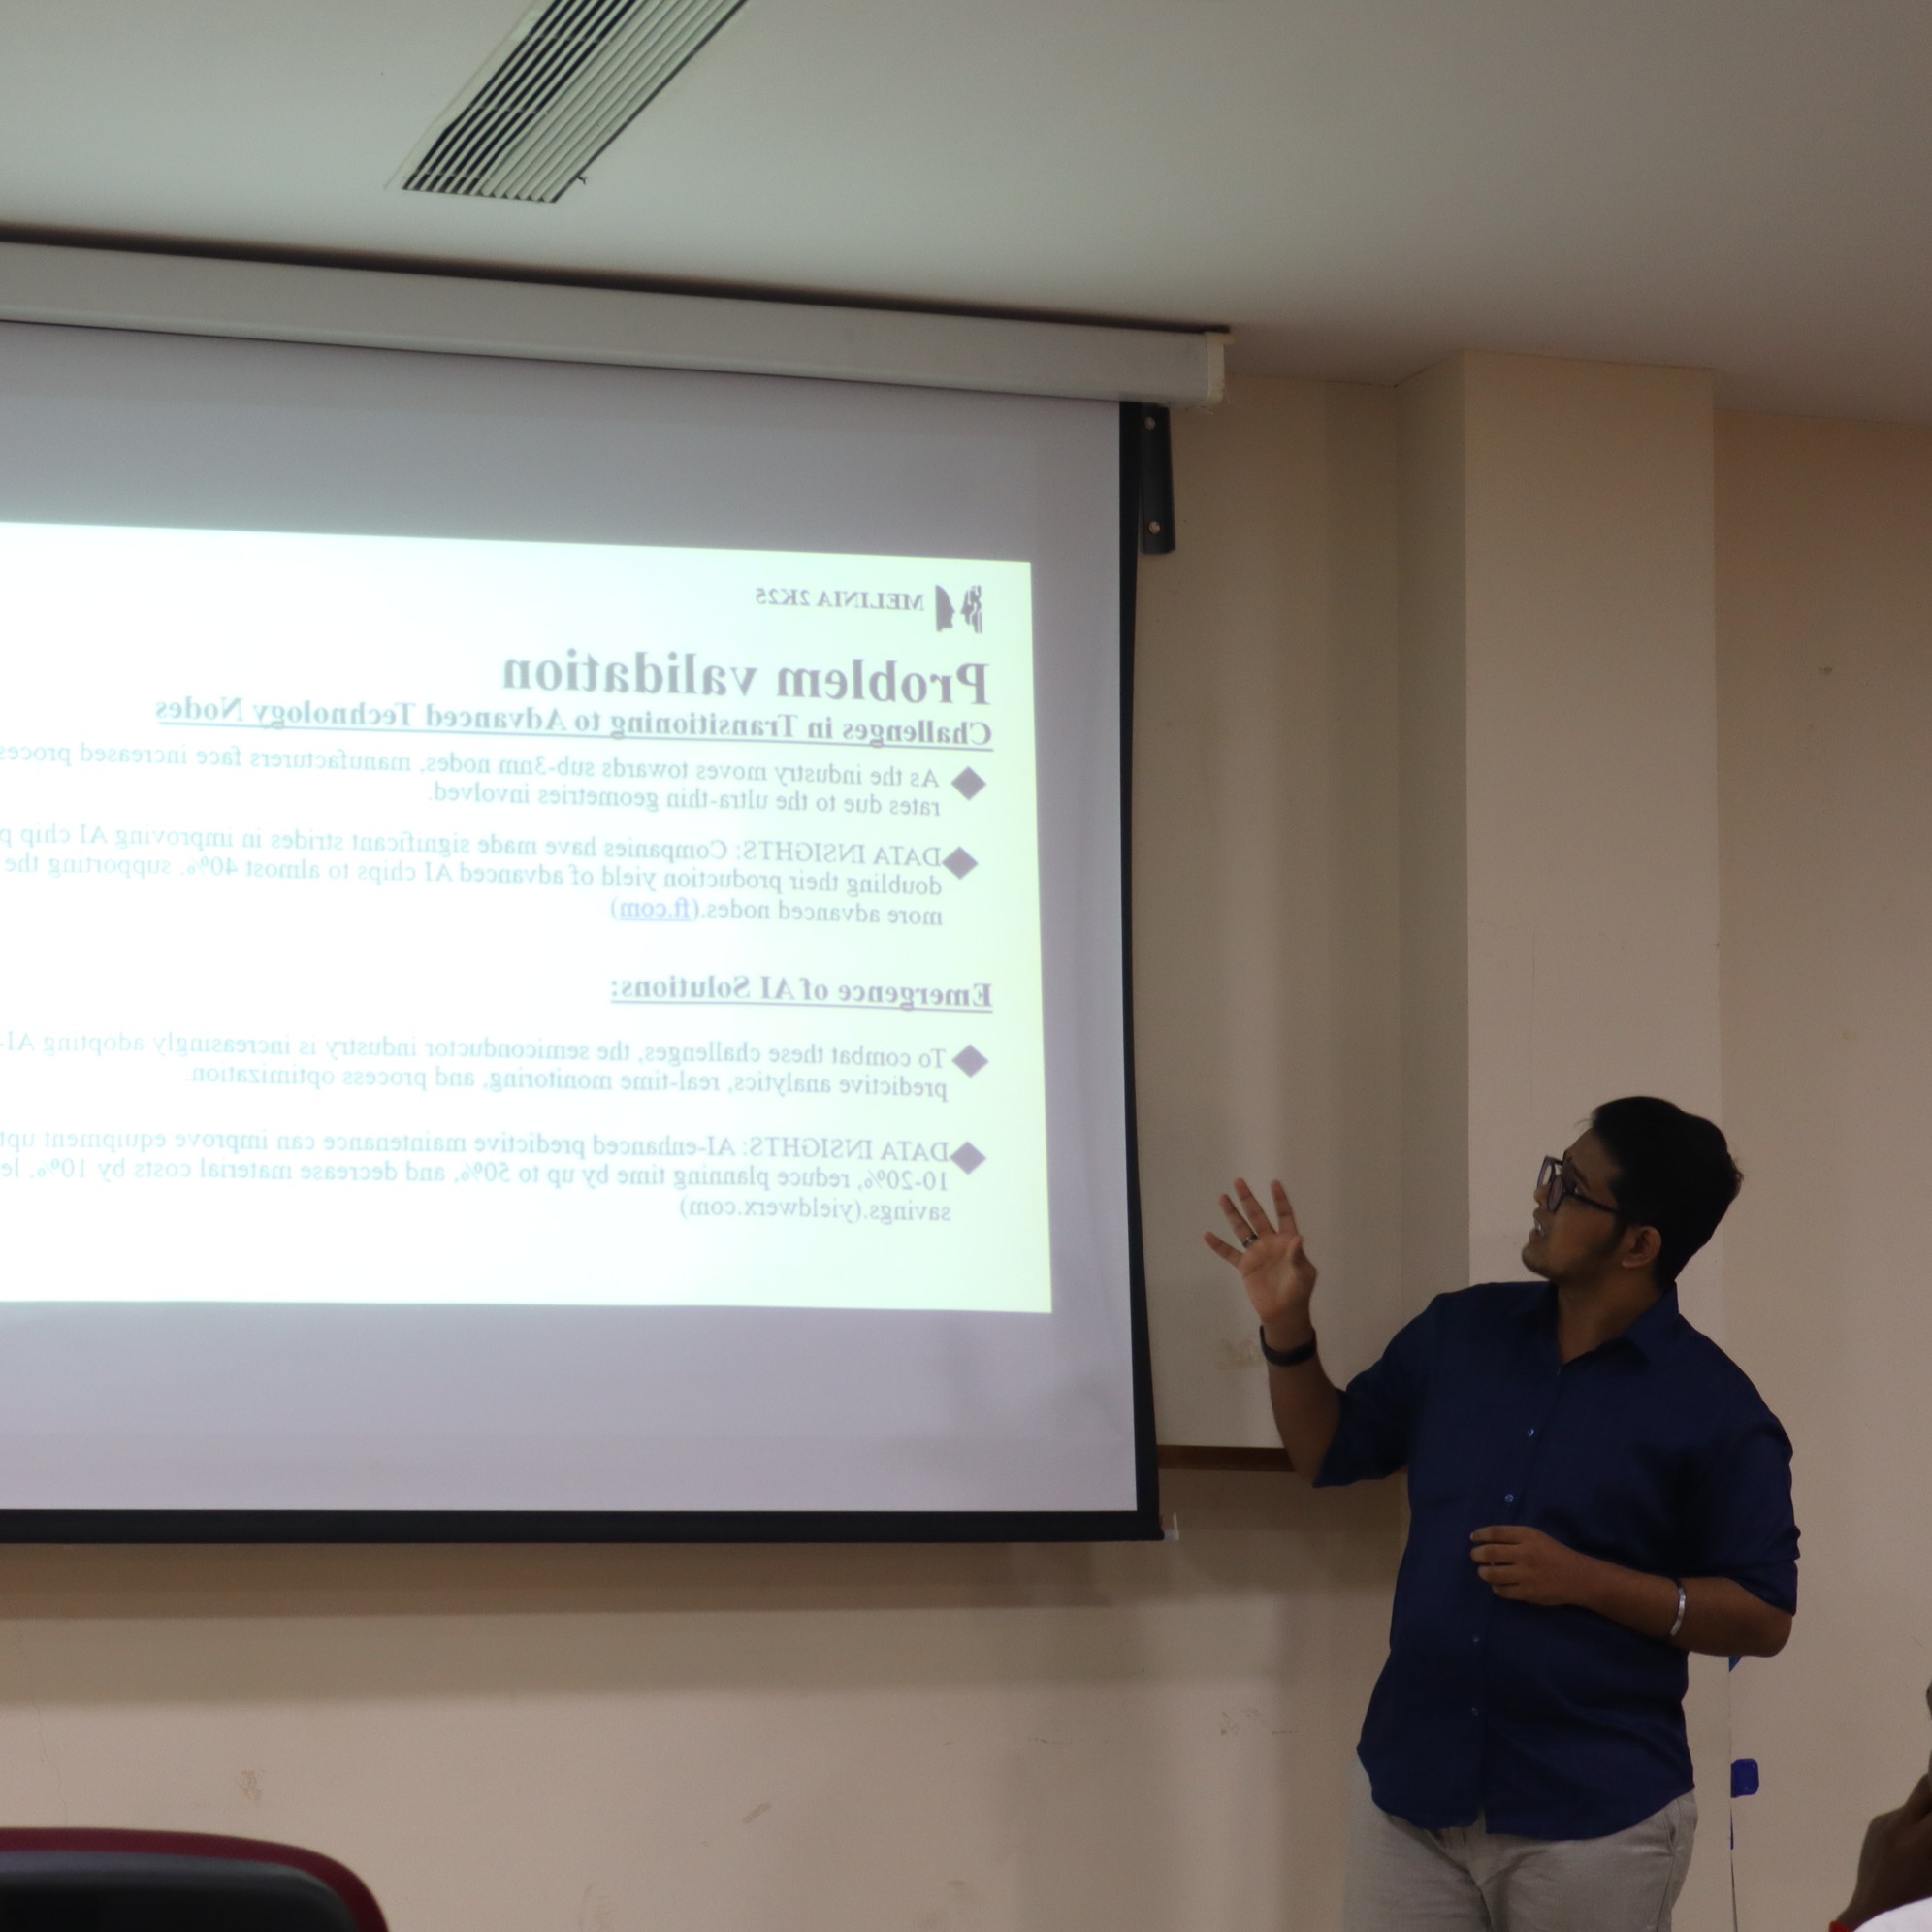 MELINIA 2K25
Problem validation
Challenges in Transitioning to Advanced Technology Nodes
As the industry moves towards sub-3nm nodes, manufacturers face increased proces
rates due to the ultra-thin geometries involved.
DATA INSIGHTS: Companies have made significant strides in improving AI chip p
doubling their production yield of advanced AI chips to almost 40%, supporting the
more advanced nodes.(ft.com)
Emergence of AI Solutions:
To combat these challenges, the semiconductor industry is increasingly adopting AI-
predictive analytics, real-time monitoring, and process optimization.
DATA INSIGHTS: AI-enhanced predictive maintenance can improve equipment upt
10-20%, reduce planning time by up to 50%, and decrease material costs by 10%, le
savings.(yieldwerx.com)